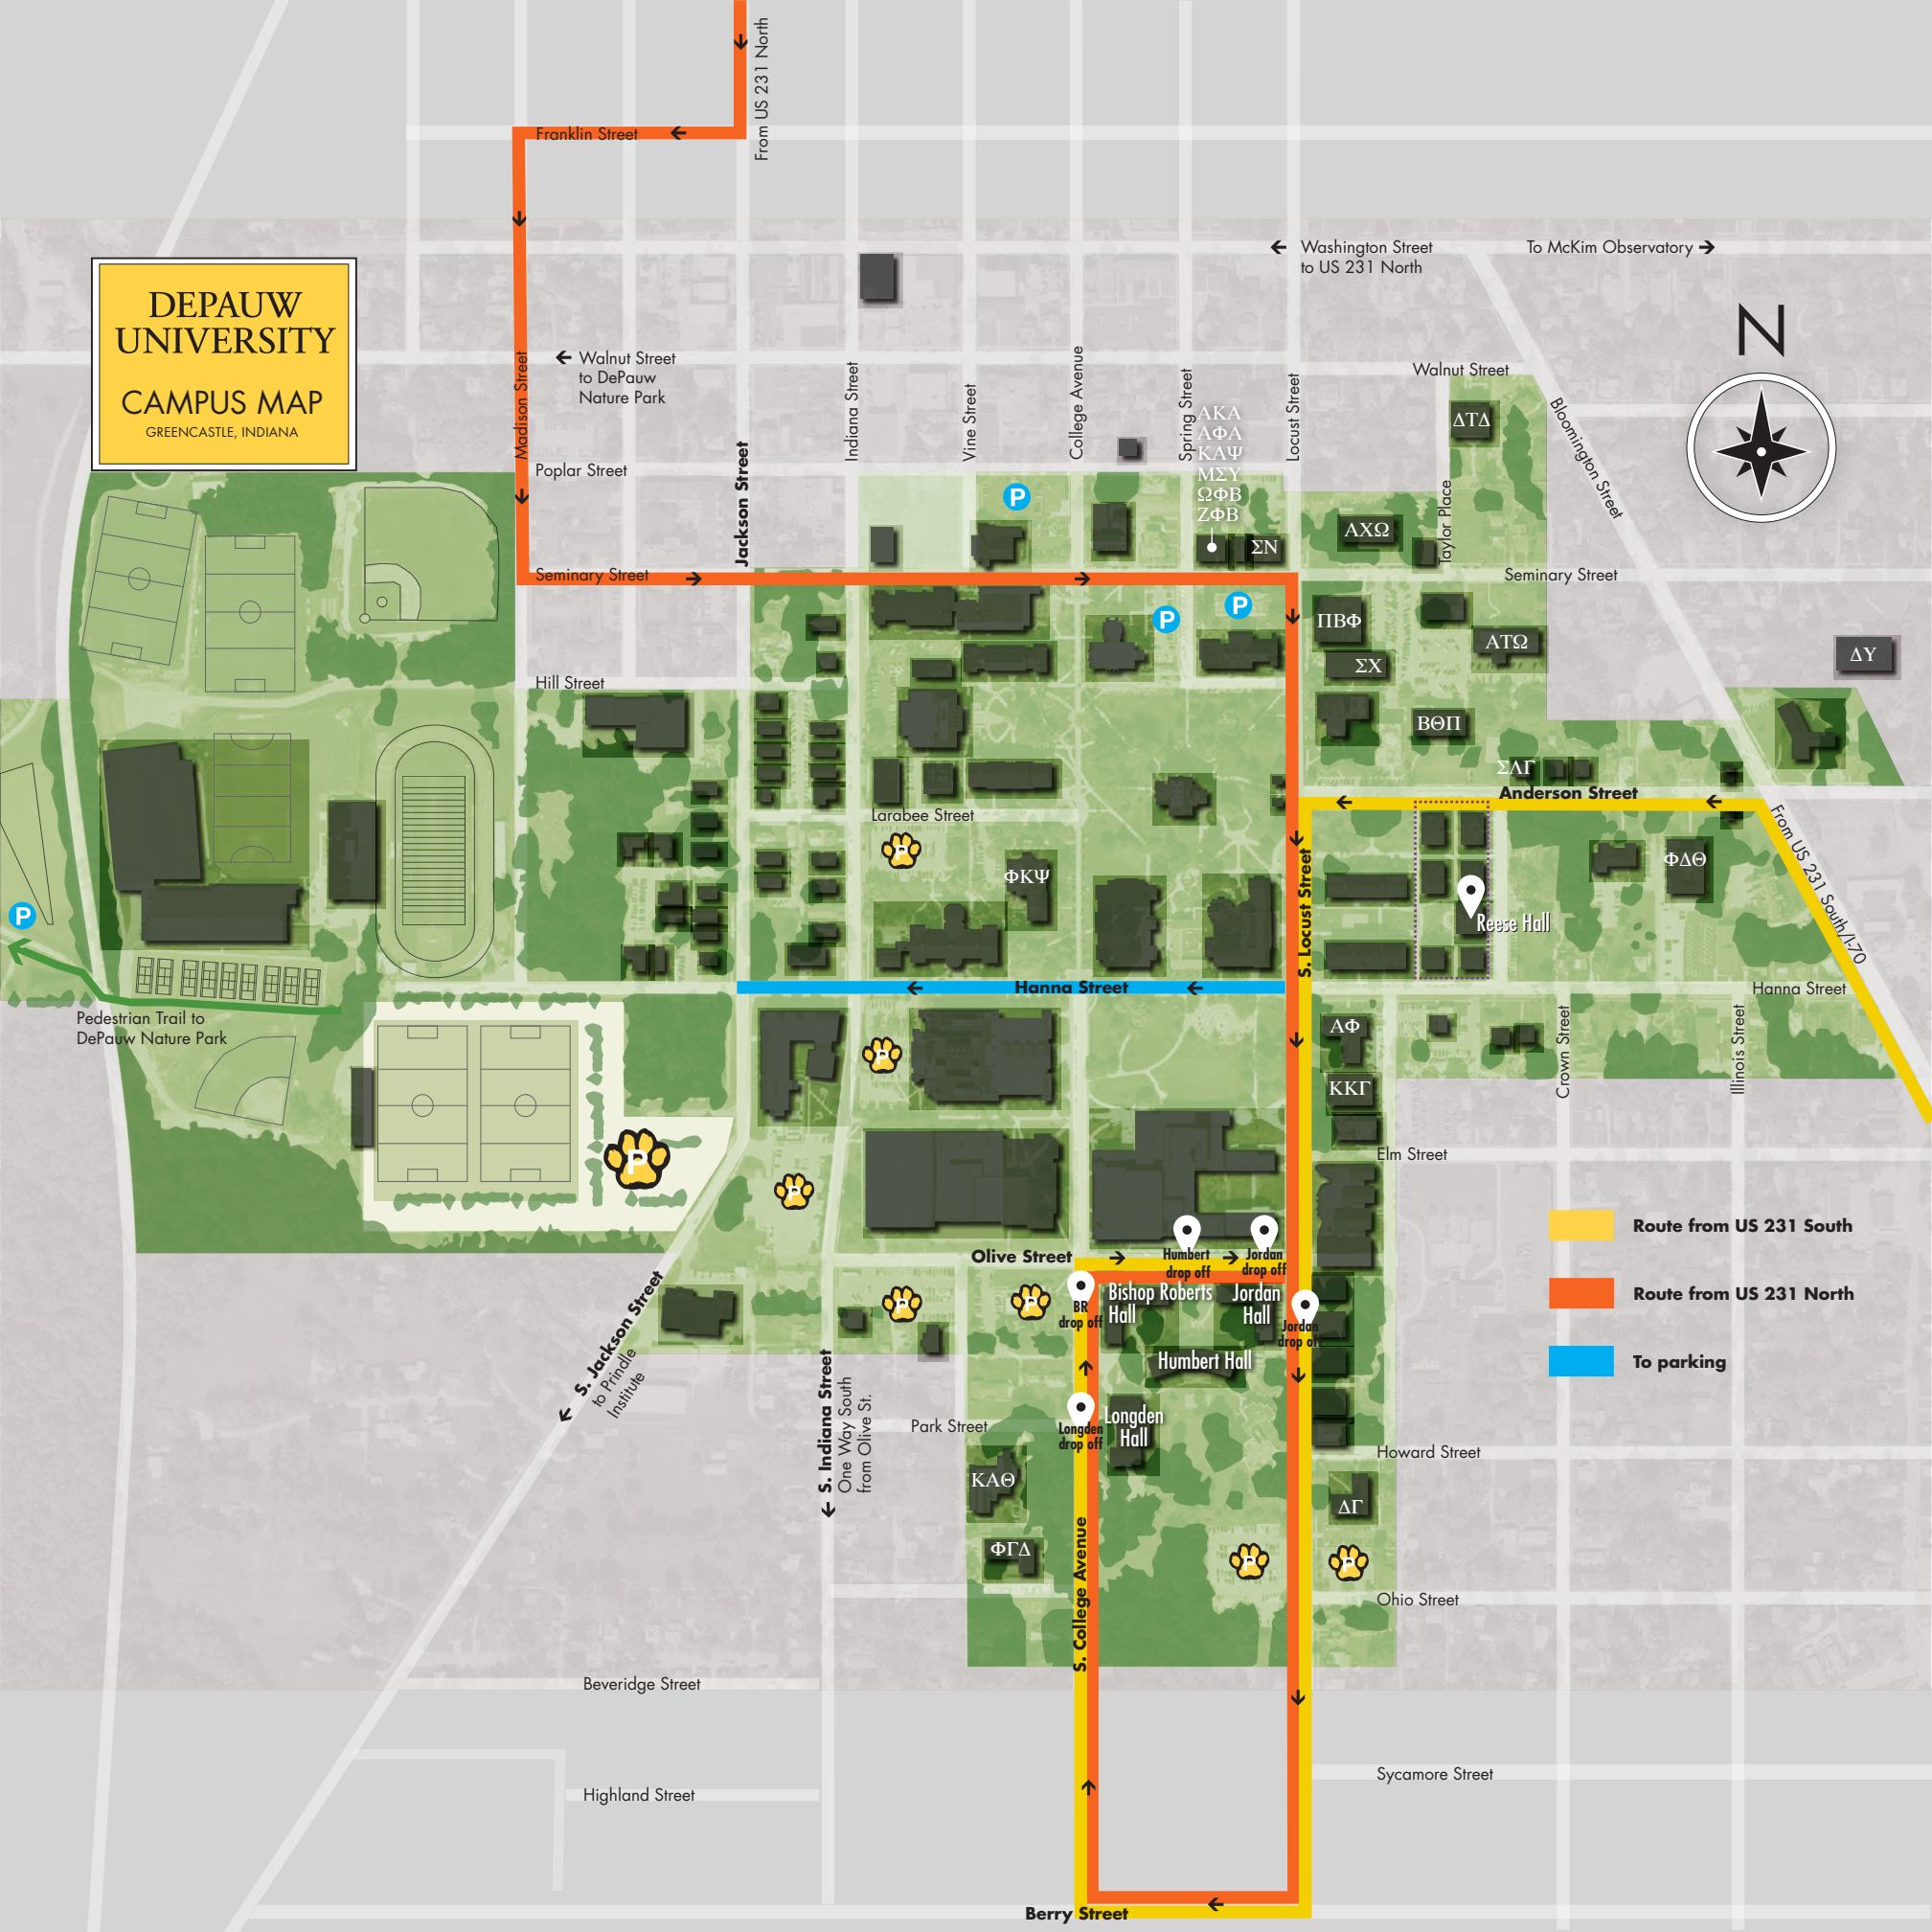 From US 231 North
Franklin Street
Washington Street
to US 231 North
To McKim Observatory
DEPAUW
UNIVERSITY
CAMPUS MAP
GREENCASTLE, INDIANA
N
Walnut Street
to DePauw
Nature Park
Madison Street
Poplar Street
Jackson Street
Indiana Street
Vine Street
College Avenue
Spring Street
Locust Street
Walnut Street
Bloomington Street
Taylor Place
ΑΚΑ
ΑΦΑ
ΚΑΨ
ΜΣΥ
ΩΦΒ
ΖΦΒ
ΣΝ
ΔΤΔ
ΑΧΩ
P
Seminary Street
Seminary Street
P
P
ΠΒΦ
ΣΧ
ΑΤΩ
ΔΥ
Hill Street
ΒΘΠ
ΣΛΓ
Anderson Street
From US 231 South/I-70
Larabee Street
P
ΦΚΨ
ΦΔΘ
S. Locust Street
Reese Hall
P
Hanna Street
Hanna Street
Pedestrian Trail to
DePauw Nature Park
P
ΑΦ
ΚΚΓ
Crown Street
Illinois Street
Elm Street
P
P
Route from US 231 South
Route from US 231 North
To parking
Olive Street
Humbert
drop off
Jordan
drop off
BR
drop off
Bishop Roberts
Hall
Jordan
Hall
Jordan
drop off
P
P
Humbert Hall
S. Jackson Street
to Prindle
Institute
S. Indiana Street
One Way South
from Olive St.
Park Street
Longden
drop off
Longden
Hall
Howard Street
ΚΑΘ
ΔΓ
ΦΓΔ
P
P
S. College Avenue
Ohio Street
Beveridge Street
Highland Street
Sycamore Street
Berry Street